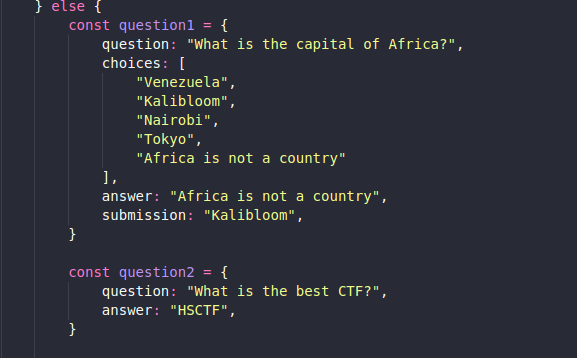 } else {
const question1 = {
question: "What is the capital of Africa?",
choices: [
"Venezuela",
"Kalibloom",
"Nairobi",
"Tokyo",
"Africa is not a country"
],
answer: "Africa is not a country",
submission: "Kalibloom",
}
const question2 = {
question: "What is the best CTF?",
answer: "HSCTF",
}